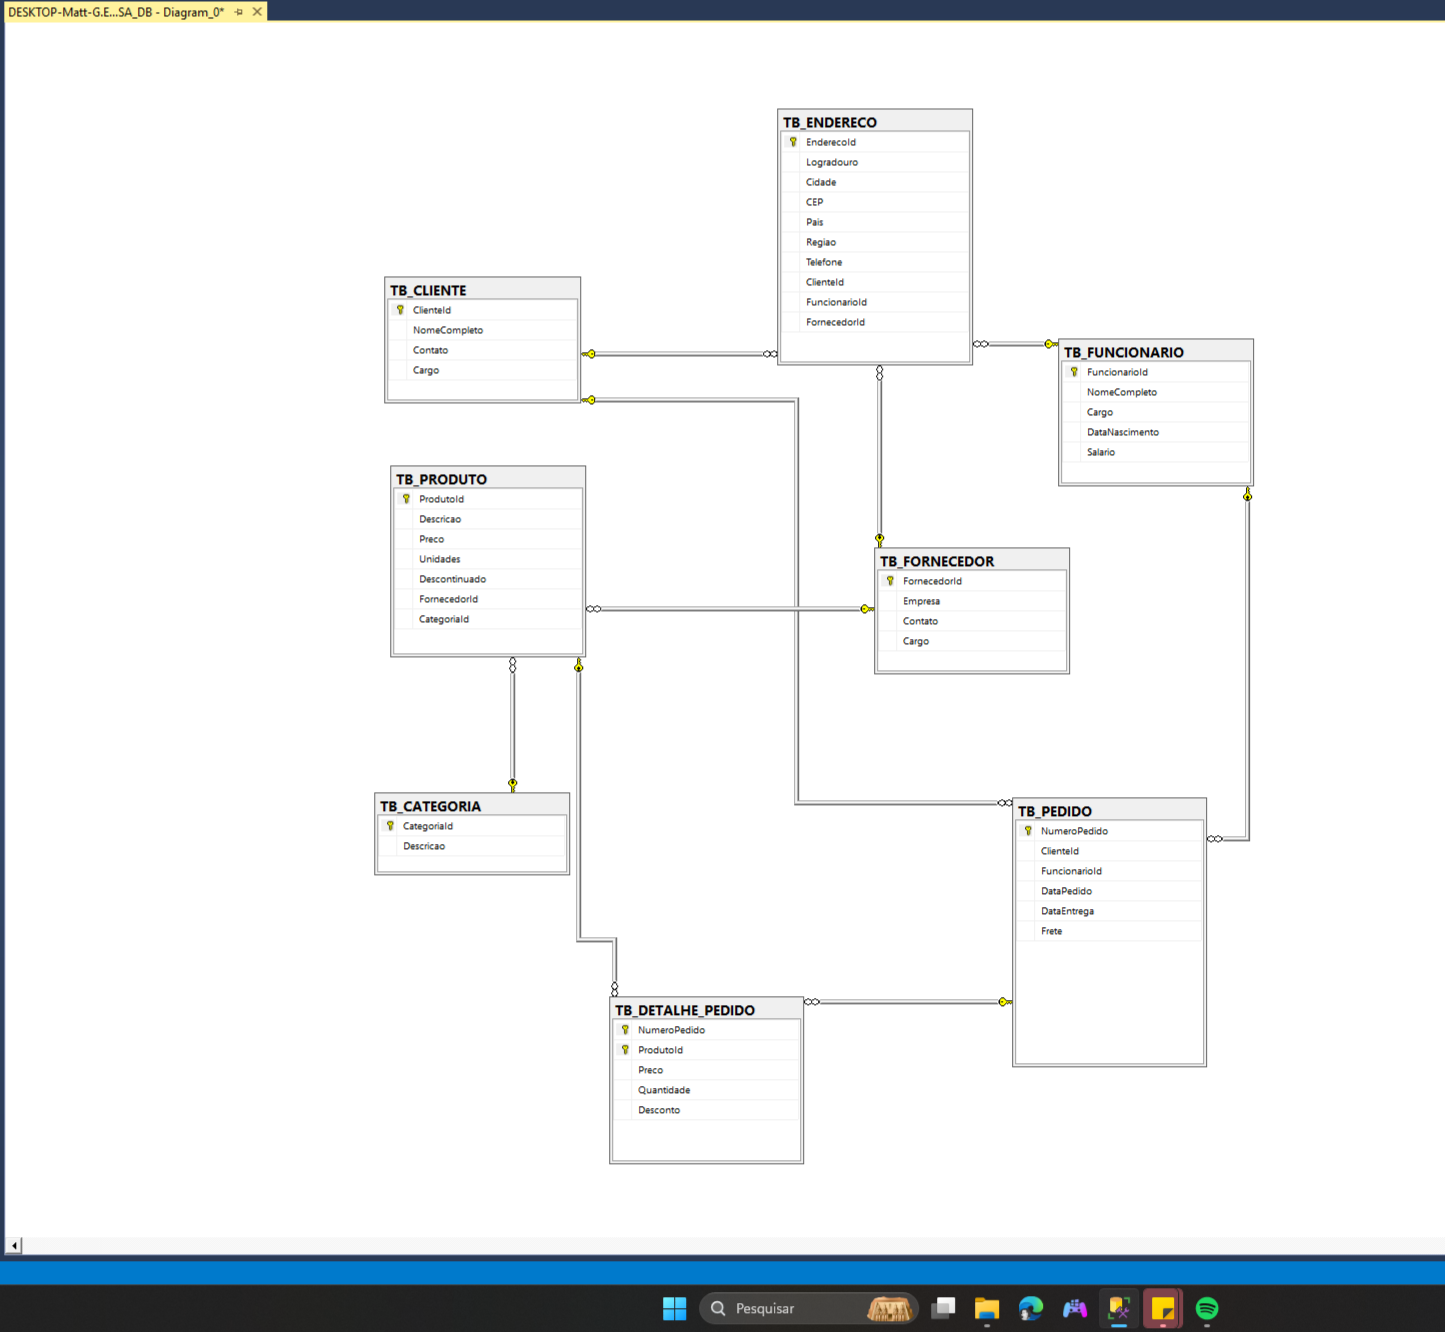 DESKTOP-Matt-G.E...SA_DB - Diagram_0*
TB_ENDERECO
EnderecoId
Logradouro
Cidade
CEP
Pais
Regiao
Telefone
ClienteId
FuncionarioId
FornecedorId
TB_CLIENTE
ClienteId
NomeCompleto
Contato
Cargo
TB_FUNCIONARIO
FuncionarioId
NomeCompleto
Cargo
DataNascimento
Salario
TB_PRODUTO
ProdutoId
Descricao
Preco
Unidades
Descontinuado
FornecedorId
CategoriaId
TB_FORNECEDOR
FornecedorId
Empresa
Contato
Cargo
TB_CATEGORIA
CategoriaId
Descricao
TB_PEDIDO
NumeroPedido
ClienteId
FuncionarioId
DataPedido
DataEntrega
Frete
TB_DETALHE_PEDIDO
NumeroPedido
ProdutoId
Preco
Quantidade
Desconto
Pesquisar